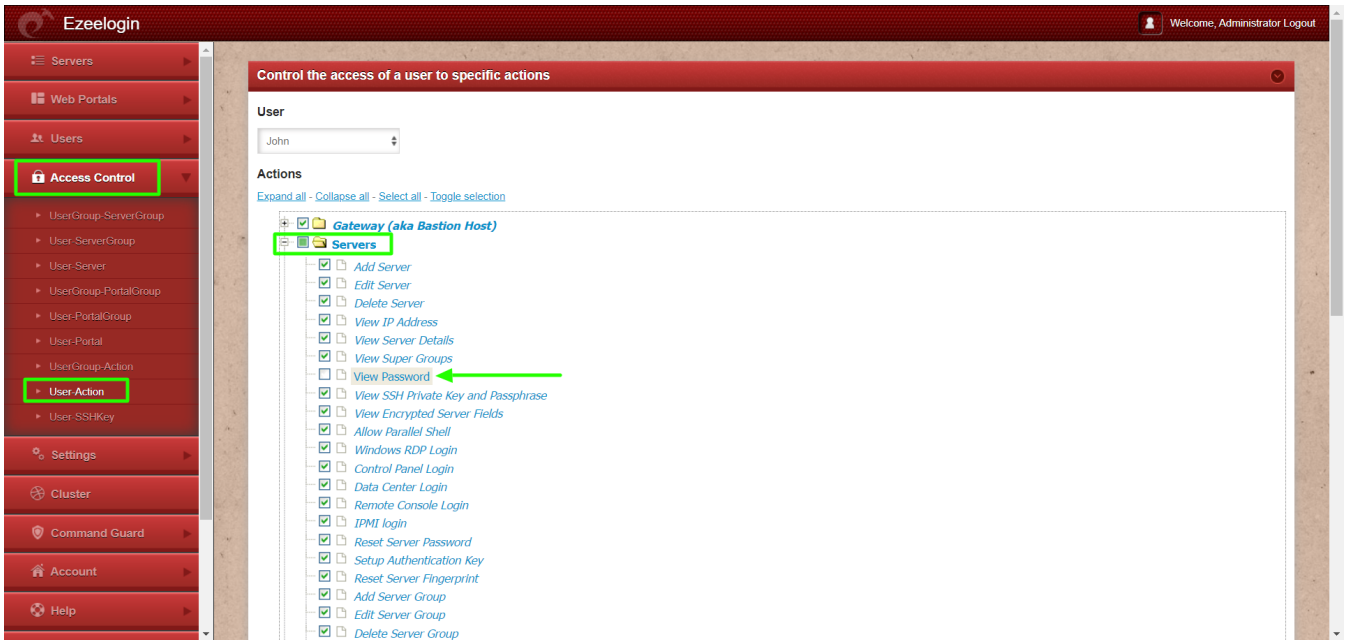 Ezeelogin
Welcome, Administrator Logout
Servers
Web Portals
Users
Access Control
UserGroup-ServerGroup
User-ServerGroup
User-Server
UserGroup-PortalGroup
User-PortalGroup
User-Portal
UserGroup-Action
User-Action
User-SSHKey
Settings
Cluster
Command Guard
Account
Help
Control the access of a user to specific actions
User
John
Actions
Expand all - Collapse all - Select all - Toggle selection
Gateway (aka Bastion Host)
Servers
Add Server
Edit Server
Delete Server
View IP Address
View Server Details
View Super Groups
View Password
View SSH Private Key and Passphrase
View Encrypted Server Fields
Allow Parallel Shell
Windows RDP Login
Control Panel Login
Data Center Login
Remote Console Login
IPMI login
Reset Server Password
Setup Authentication Key
Reset Server Fingerprint
Add Server Group
Edit Server Group
Delete Server Group